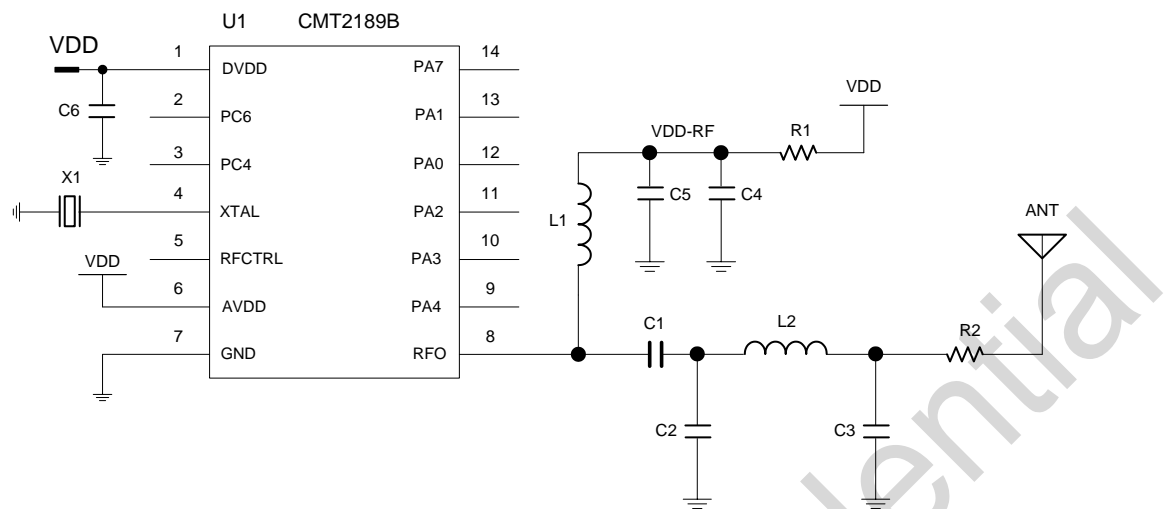 U1 CMT2189B
VDD
1 DVDD PA7 14
C6
2 PC6 PA1 13
3 PC4 PA0 12
X1
4 XTAL PA2 11
5 RFCTRL PA3 10
VDD
6 AVDD PA4 9
7 GND RFO 8
VDD
VDD-RF R1
C5 C4
L1
ANT
C1 L2 R2
C2 C3